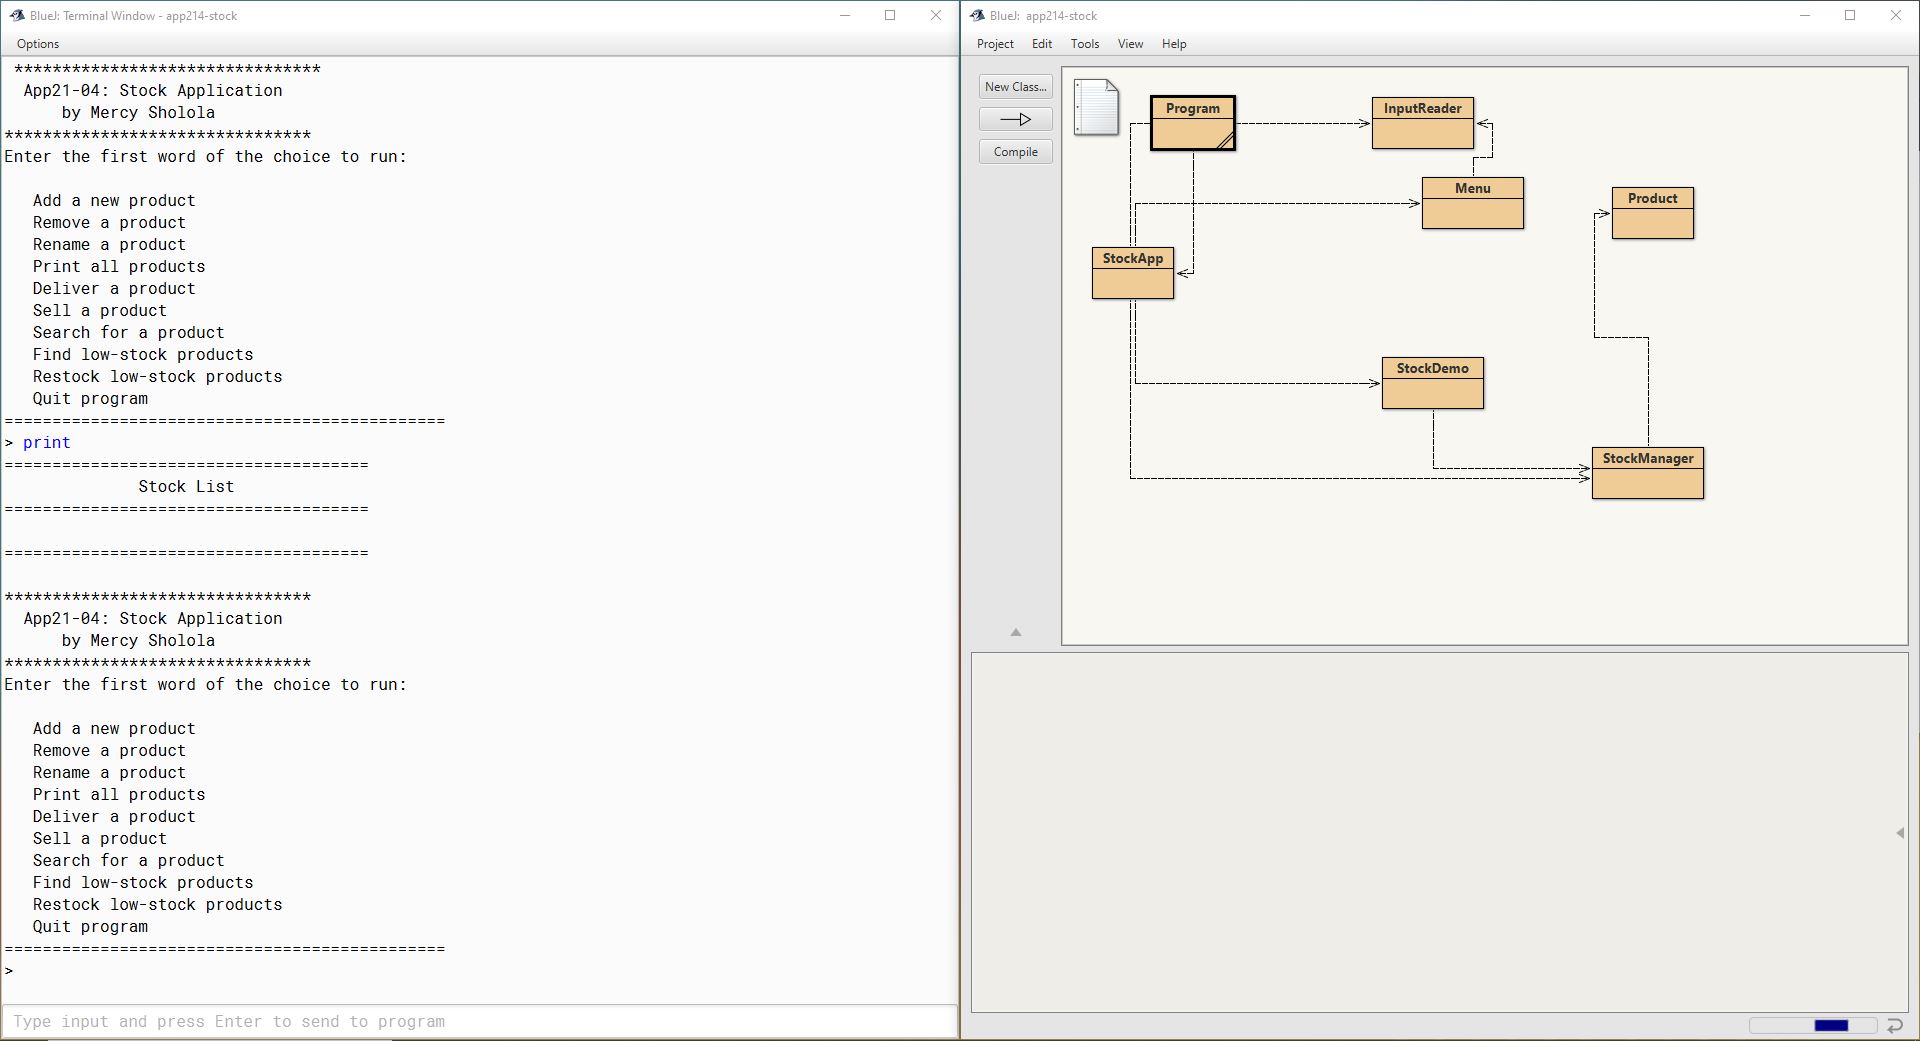 BlueJ: Terminal Window - app214-stock
Options
********************************
App21-04: Stock Application
by Mercy Sholola
********************************
Enter the first word of the choice to run:
Add a new product
Remove a product
Rename a product
Print all products
Deliver a product
Sell a product
Search for a product
Find low-stock products
Restock low-stock products
Quit program
==============================================
> print
======================================
Stock List
======================================
======================================
********************************
App21-04: Stock Application
by Mercy Sholola
********************************
Enter the first word of the choice to run:
Add a new product
Remove a product
Rename a product
Print all products
Deliver a product
Sell a product
Search for a product
Find low-stock products
Restock low-stock products
Quit program
==============================================
>
Type input and press Enter to send to program
BlueJ: app214-stock
Project Edit Tools View Help
New Class...
Compile
Program
InputReader
Menu
Product
StockApp
StockDemo
StockManager